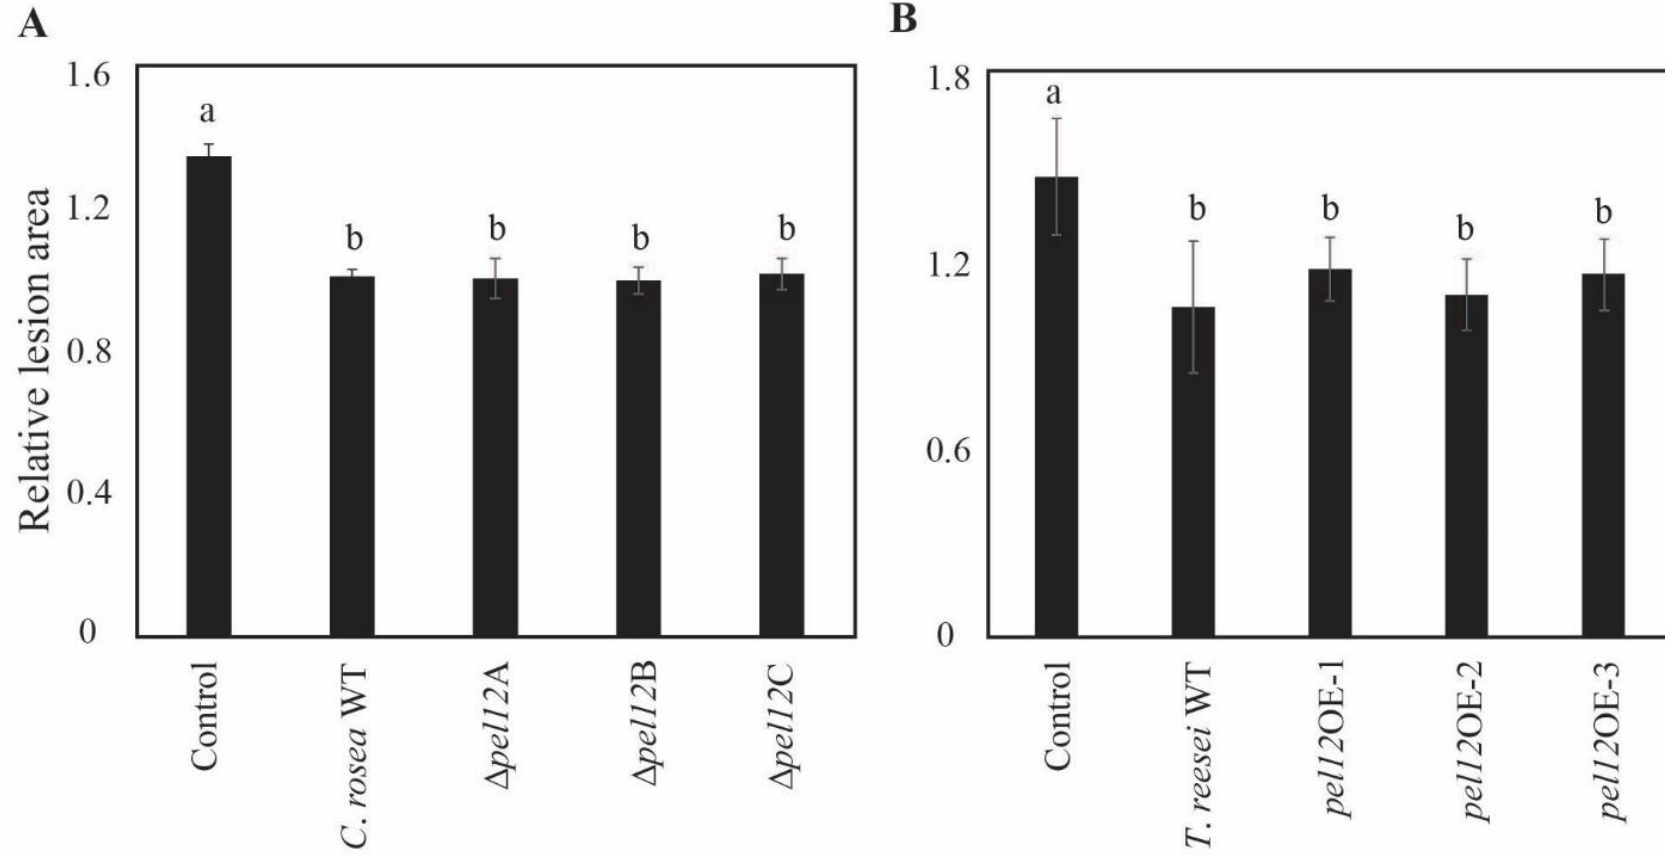 A
B
Relative lesion area
1.6
1.2
0.8
0.4
0
a
b
b
b
b
Control
C. rosea WT
Δpel12A
Δpel12B
Δpel12C
1.8
1.2
0.6
0
a
b
b
b
b
Control
T. reesei WT
pel12OE-1
pel12OE-2
pel12OE-3